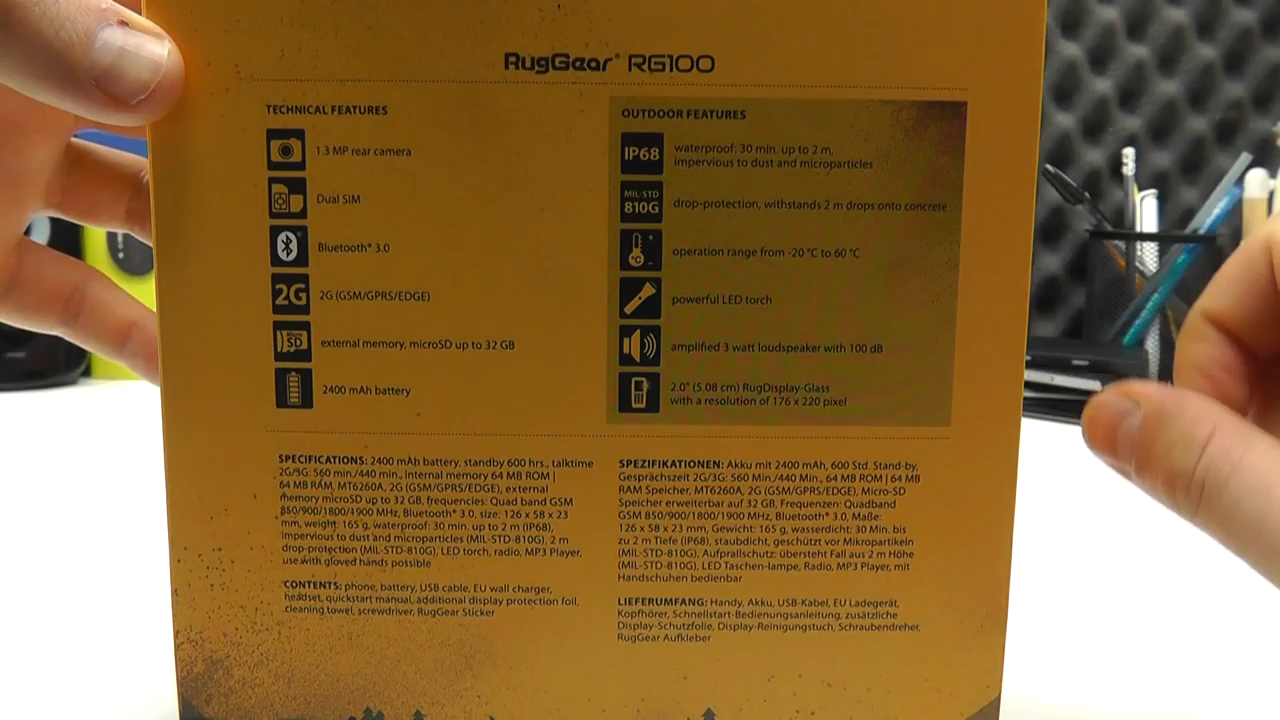 RugGear® RG100
TECHNICAL FEATURES
1.3 MP rear camera
Dual SIM
Bluetooth® 3.0
2G
2G (GSM/GPRS/EDGE)
Micro
SD
external memory, microSD up to 32 GB
2400 mAh battery
OUTDOOR FEATURES
IP68
waterproof: 30 min. up to 2 m,
impervious to dust and microparticles
MIL-STD
810G
drop-protection, withstands 2 m drops onto concrete
°C
operation range from -20 °C to 60 °C
powerful LED torch
amplified 3 watt loudspeaker with 100 dB
2.0" (5.08 cm) RugDisplay-Glass
with a resolution of 176 x 220 pixel
SPECIFICATIONS: 2400 mAh battery, standby 600 hrs., talktime
2G/3G: 560 min./440 min., Internal memory 64 MB ROM |
64 MB RAM, MT6260A, 2G (GSM/GPRS/EDGE), external
memory microSD up to 32 GB, frequencies: Quad band GSM
850/900/1800/1900 MHz, Bluetooth® 3.0, size: 126 x 58 x 23
mm, weight: 165 g, waterproof: 30 min. up to 2 m (IP68),
impervious to dust and microparticles (MIL-STD-810G), 2 m
drop-protection (MIL-STD-810G), LED torch, radio, MP3 Player,
use with gloved hands possible
CONTENTS: phone, battery, USB cable, EU wall charger,
headset, quickstart manual, additional display protection foil,
cleaning towel, screwdriver, RugGear Sticker
SPEZIFIKATIONEN: Akku mit 2400 mAh, 600 Std. Stand-by,
Gesprächszeit 2G/3G: 560 Min./440 Min., 64 MB ROM | 64 MB
RAM Speicher, MT6260A, 2G (GSM/GPRS/EDGE), Micro-SD
Speicher erweiterbar auf 32 GB, Frequenzen: Quadband
GSM 850/900/1800/1900 MHz, Bluetooth® 3.0, Maße:
126 x 58 x 23 mm, Gewicht: 165 g, wasserdicht: 30 Min. bis
zu 2 m Tiefe (IP68), staubdicht, geschützt vor Mikropartikeln
(MIL-STD-810G), Aufprallschutz: übersteht Fall aus 2 m Höhe
(MIL-STD-810G), LED Taschen-lampe, Radio, MP3 Player, mit
Handschuhen bedienbar
LIEFERUMFANG: Handy, Akku, USB-Kabel, EU Ladegerät,
Kopfhörer, Schnellstart-Bedienungsanleitung, zusätzliche
Display-Schutzfolie, Display-Reinigungstuch, Schraubendreher,
RugGear Aufkleber